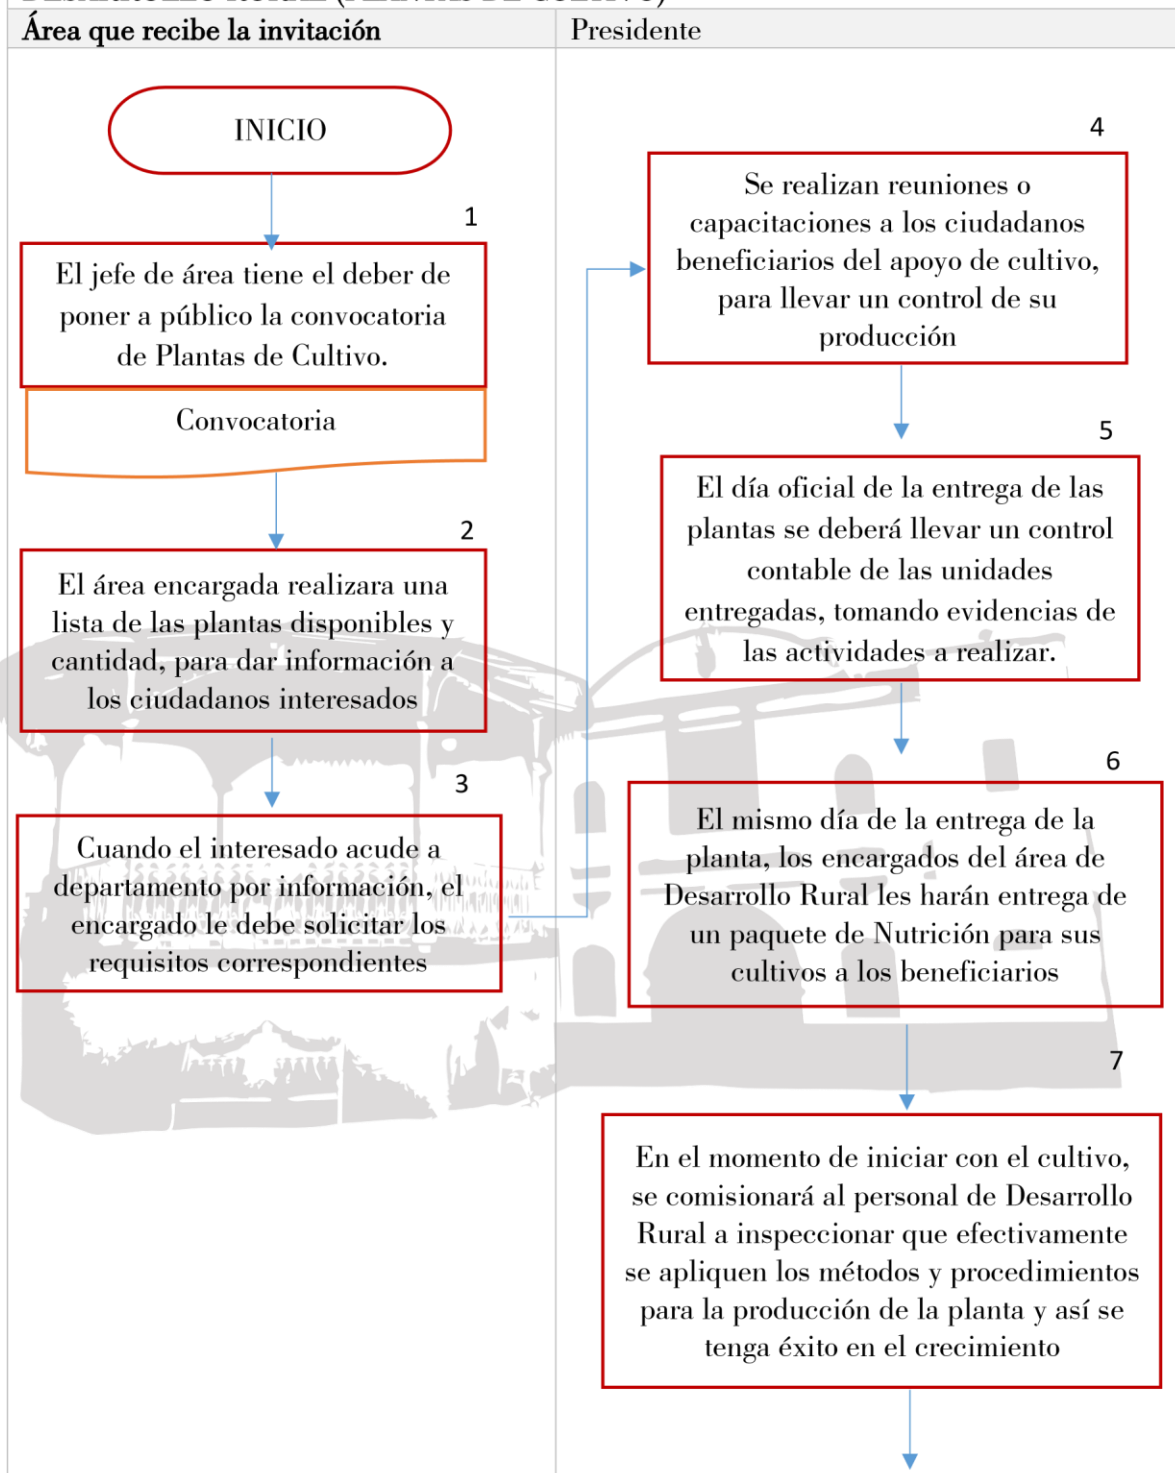 Área que recibe la invitación
Presidente
INICIO
1
El jefe de área tiene el deber de
poner a público la convocatoria
de Plantas de Cultivo.
Convocatoria
2
El área encargada realizara una
lista de las plantas disponibles y
cantidad, para dar información a
los ciudadanos interesados
3
Cuando el interesado acude a
departamento por información, el
encargado le debe solicitar los
requisitos correspondientes
4
Se realizan reuniones o
capacitaciones a los ciudadanos
beneficiarios del apoyo de cultivo,
para llevar un control de su
producción
5
El día oficial de la entrega de las
plantas se deberá llevar un control
contable de las unidades
entregadas, tomando evidencias de
las actividades a realizar.
6
El mismo día de la entrega de la
planta, los encargados del área de
Desarrollo Rural les harán entrega de
un paquete de Nutrición para sus
cultivos a los beneficiarios
7
En el momento de iniciar con el cultivo,
se comisionará al personal de Desarrollo
Rural a inspeccionar que efectivamente
se apliquen los métodos y procedimientos
para la producción de la planta y así se
tenga éxito en el crecimiento